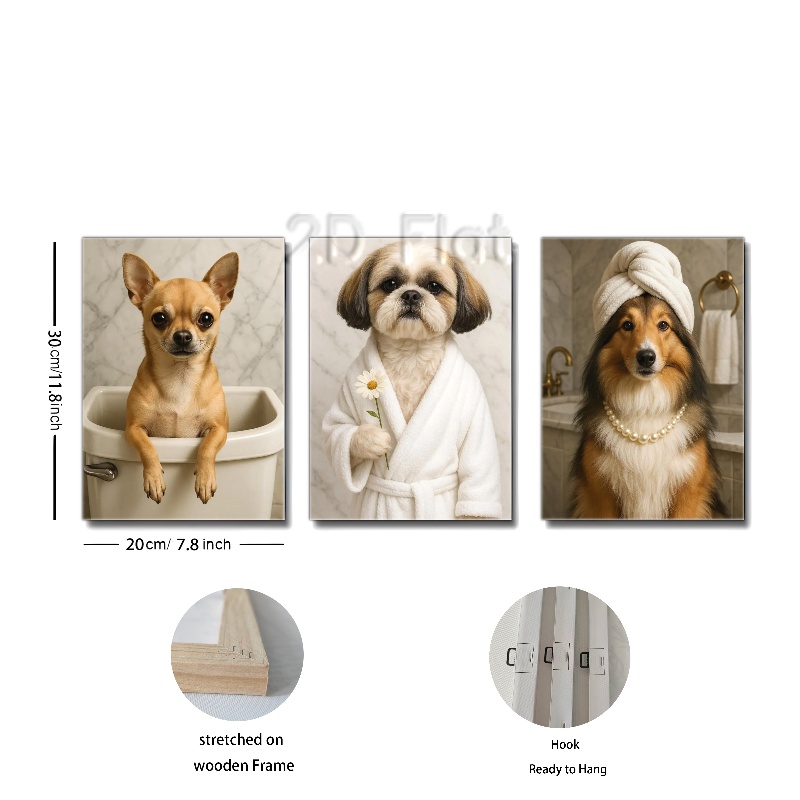 2D Flat
30cm/11.8inch
20cm/ 7.8 inch
stretched on
wooden Frame
Hook
Ready to Hang